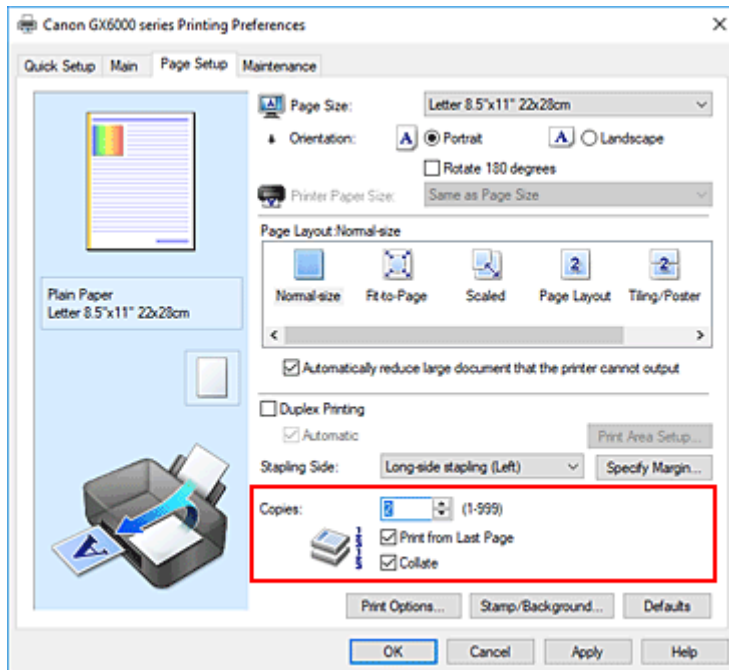 Canon GX6000 series Printing Preferences
Quick Setup Main Page Setup Maintenance
Page Size: Letter 8.5"x11" 22x28cm
Orientation: A Portrait A Landscape
Rotate 180 degrees
Printer Paper Size: Same as Page Size
Page Layout:Normal-size
Normal-size Fit-to-Page Scaled Page Layout Tiling/Poster
Plain Paper
Letter 8.5"x11" 22x28cm
Automatically reduce large document that the printer cannot output
Duplex Printing
Automatic Print Area Setup...
Stapling Side: Long-side stapling (Left) Specify Margin...
Copies: 2 (1-999)
Print from Last Page
Collate
Print Options... Stamp/Background... Defaults
OK Cancel Apply Help